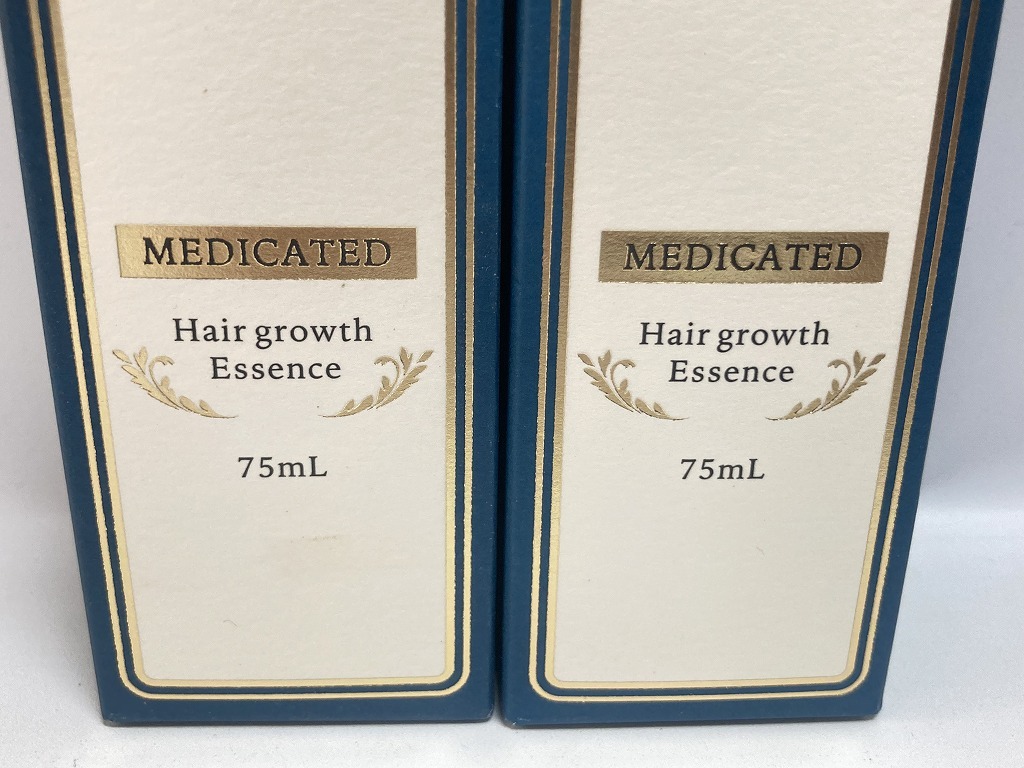 MEDICATED
Hair growth
Essence
75mL
MEDICATED
Hair growth
Essence
75mL